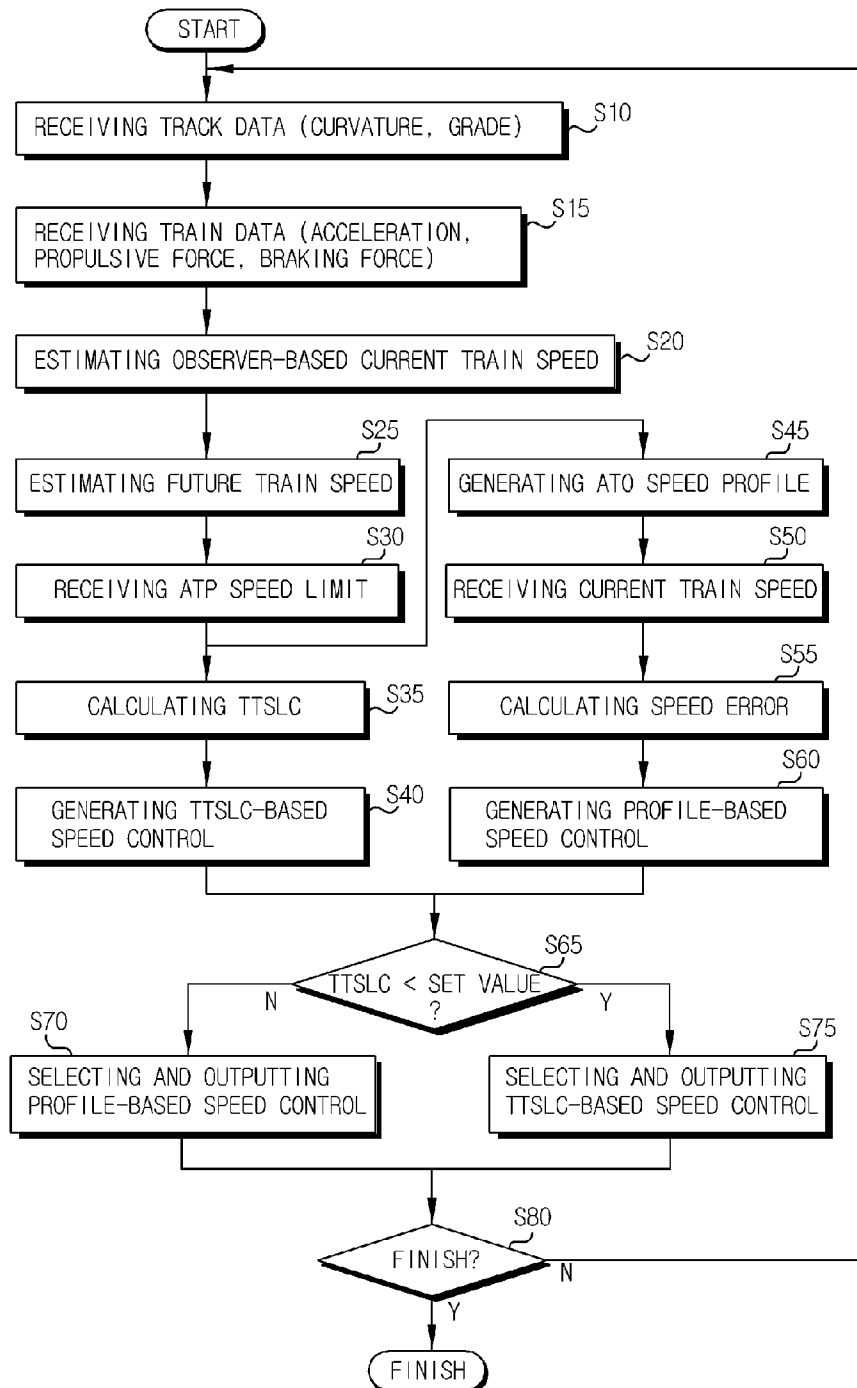 START
RECEIVING TRACK DATA (CURVATURE, GRADE)
S10
RECEIVING TRAIN DATA (ACCELERATION,
PROPULSIVE FORCE, BRAKING FORCE)
S15
ESTIMATING OBSERVER-BASED CURRENT TRAIN SPEED
S20
S25
ESTIMATING FUTURE TRAIN SPEED
S30
RECEIVING ATP SPEED LIMIT
CALCULATING TTSLC
S35
GENERATING TTSLC-BASED
SPEED CONTROL
S40
S45
GENERATING ATO SPEED PROFILE
S50
RECEIVING CURRENT TRAIN SPEED
S55
CALCULATING SPEED ERROR
S60
GENERATING PROFILE-BASED
SPEED CONTROL
S65
TTSLC < SET VALUE
?
N
Y
S70
SELECTING AND OUTPUTTING
PROFILE-BASED SPEED CONTROL
S75
SELECTING AND OUTPUTTING
TTSLC-BASED SPEED CONTROL
S80
FINISH?
N
Y
FINISH